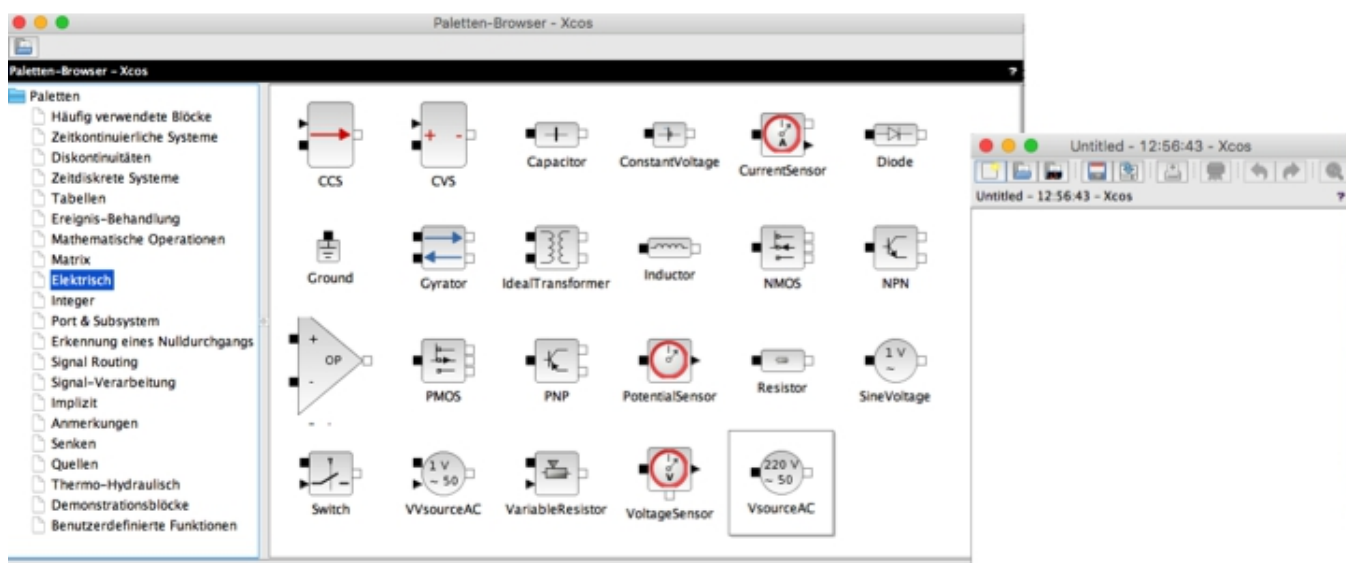 Paletten-Browser - Xcos
Paletten-Browser - Xcos ?
Paletten
Häufig verwendete Blöcke
Zeitkontinuierliche Systeme
Diskontinuitäten
Zeitdiskrete Systeme
Tabellen
Ereignis-Behandlung
Mathematische Operationen
Matrix
Elektrisch
Integer
Port & Subsystem
Erkennung eines Nulldurchgangs
Signal Routing
Signal-Verarbeitung
Implizit
Anmerkungen
Senken
Quellen
Thermo-Hydraulisch
Demonstrationsblöcke
Benutzerdefinierte Funktionen
+ -
A
CCS CVS Capacitor ConstantVoltage CurrentSensor Diode
Ground Gyrator IdealTransformer Inductor NMOS NPN
+
OP
-
1 V
~
PMOS PNP PotentialSensor Resistor SineVoltage
1 V
~ 50
V
220 V
~ 50
Switch VVsourceAC VariableResistor VoltageSensor VsourceAC
Untitled - 12:56:43 - Xcos
Untitled - 12:56:43 - Xcos ?